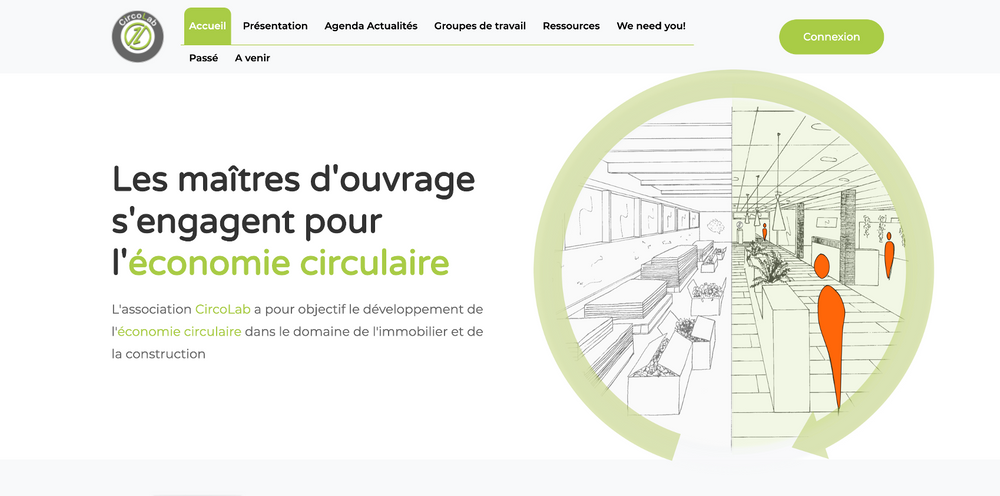 CircoLab
Accueil Présentation Agenda Actualités Groupes de travail Ressources We need you!
Connexion
Passé A venir
Les maîtres d'ouvrage
s'engagent pour
l'économie circulaire
L'association CircoLab a pour objectif le développement de
l'économie circulaire dans le domaine de l'immobilier et de
la construction